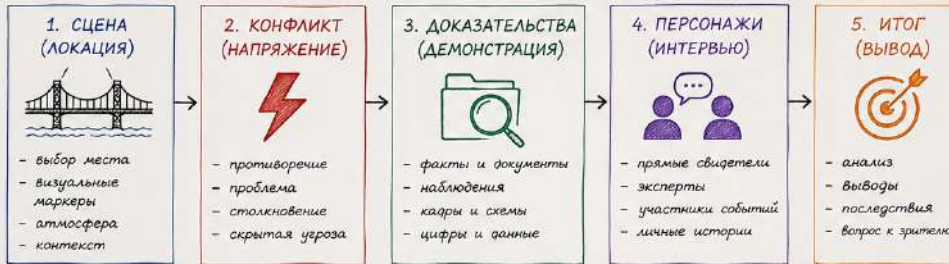 1. СЦЕНА
(ЛОКАЦИЯ)
- выбор места
- визуальные
маркеры
- атмосфера
- контекст
2. КОНФЛИКТ
(НАПРЯЖЕНИЕ)
- противоречие
- проблема
- столкновение
- скрытая угроза
3. ДОКАЗАТЕЛЬСТВА
(ДЕМОНСТРАЦИЯ)
- факты и документы
- наблюдения
- кадры и схемы
- цифры и данные
4. ПЕРСОНАЖИ
(ИНТЕРВЬЮ)
- прямые свидетели
- эксперты
- участники событий
- личные истории
5. ИТОГ
(ВЫВОД)
- анализ
- выводы
- последствия
- вопрос к зрителю